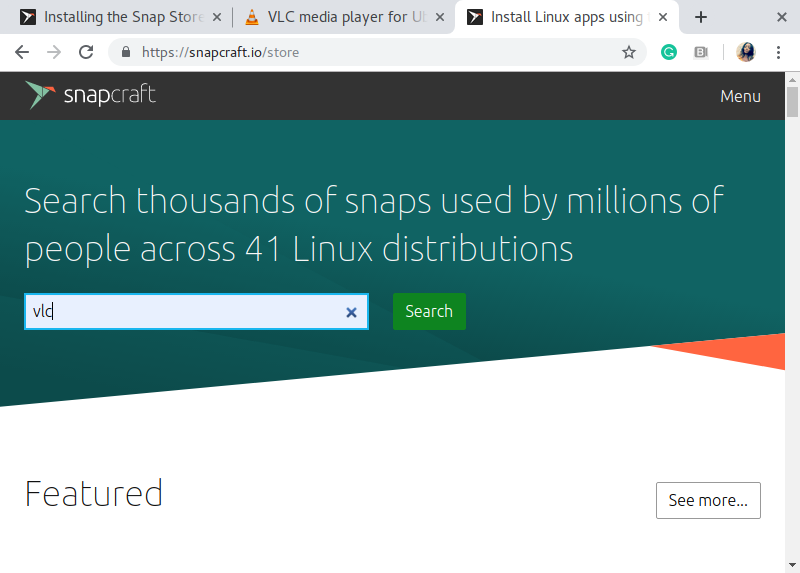 Installing the Snap Store
VLC media player for Ub
Install Linux apps using
https://snapcraft.io/store
snapcraft
Menu
Search thousands of snaps used by millions of
people across 41 Linux distributions
vlc
Search
Featured
See more...